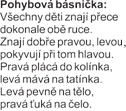 Pohybová básnička:
Všechny děti znají přece
dokonale obě ruce.
Znají dobře pravou, levou,
pokyvují při tom hlavou.
Pravá plácá do kolínka,
levá mává na tatínka.
Levá pevně na tělo,
pravá ťuká na čelo.